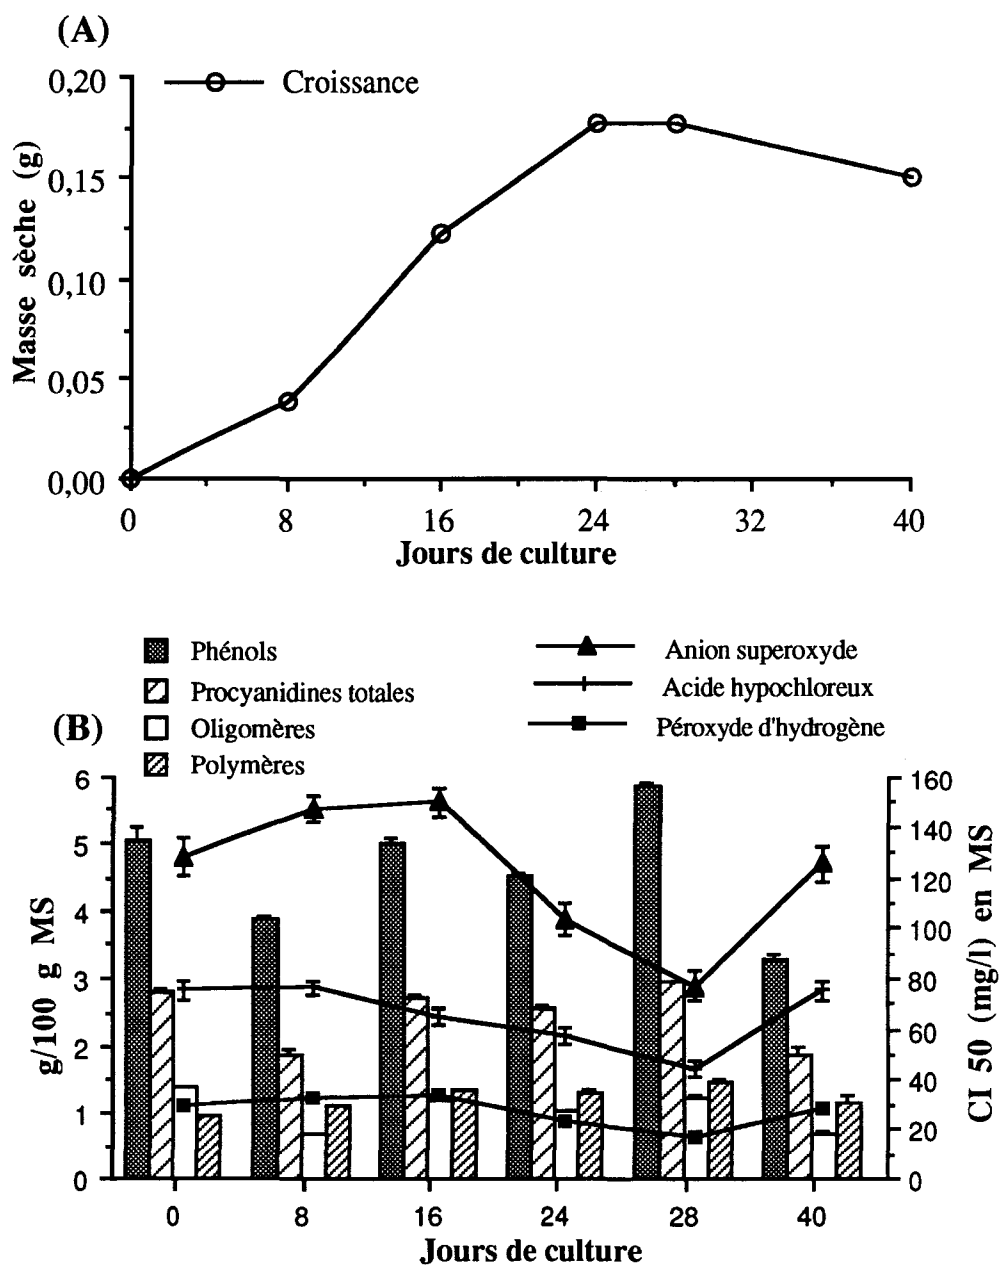 (A)
0,20
0,15
0,10
0,05
0,00
Masse sèche (g)
Croissance
0 8 16 24 32 40
Jours de culture
Phénols
Procyanidines totales
Oligomères
Polymères
Anion superoxyde
Acide hypochloreux
Péroxyde d'hydrogène
(B)
6
5
4
3
2
1
0
g/100 g MS
160
140
120
100
80
60
40
20
0
CI 50 (mg/l) en MS
0 8 16 24 28 40
Jours de culture